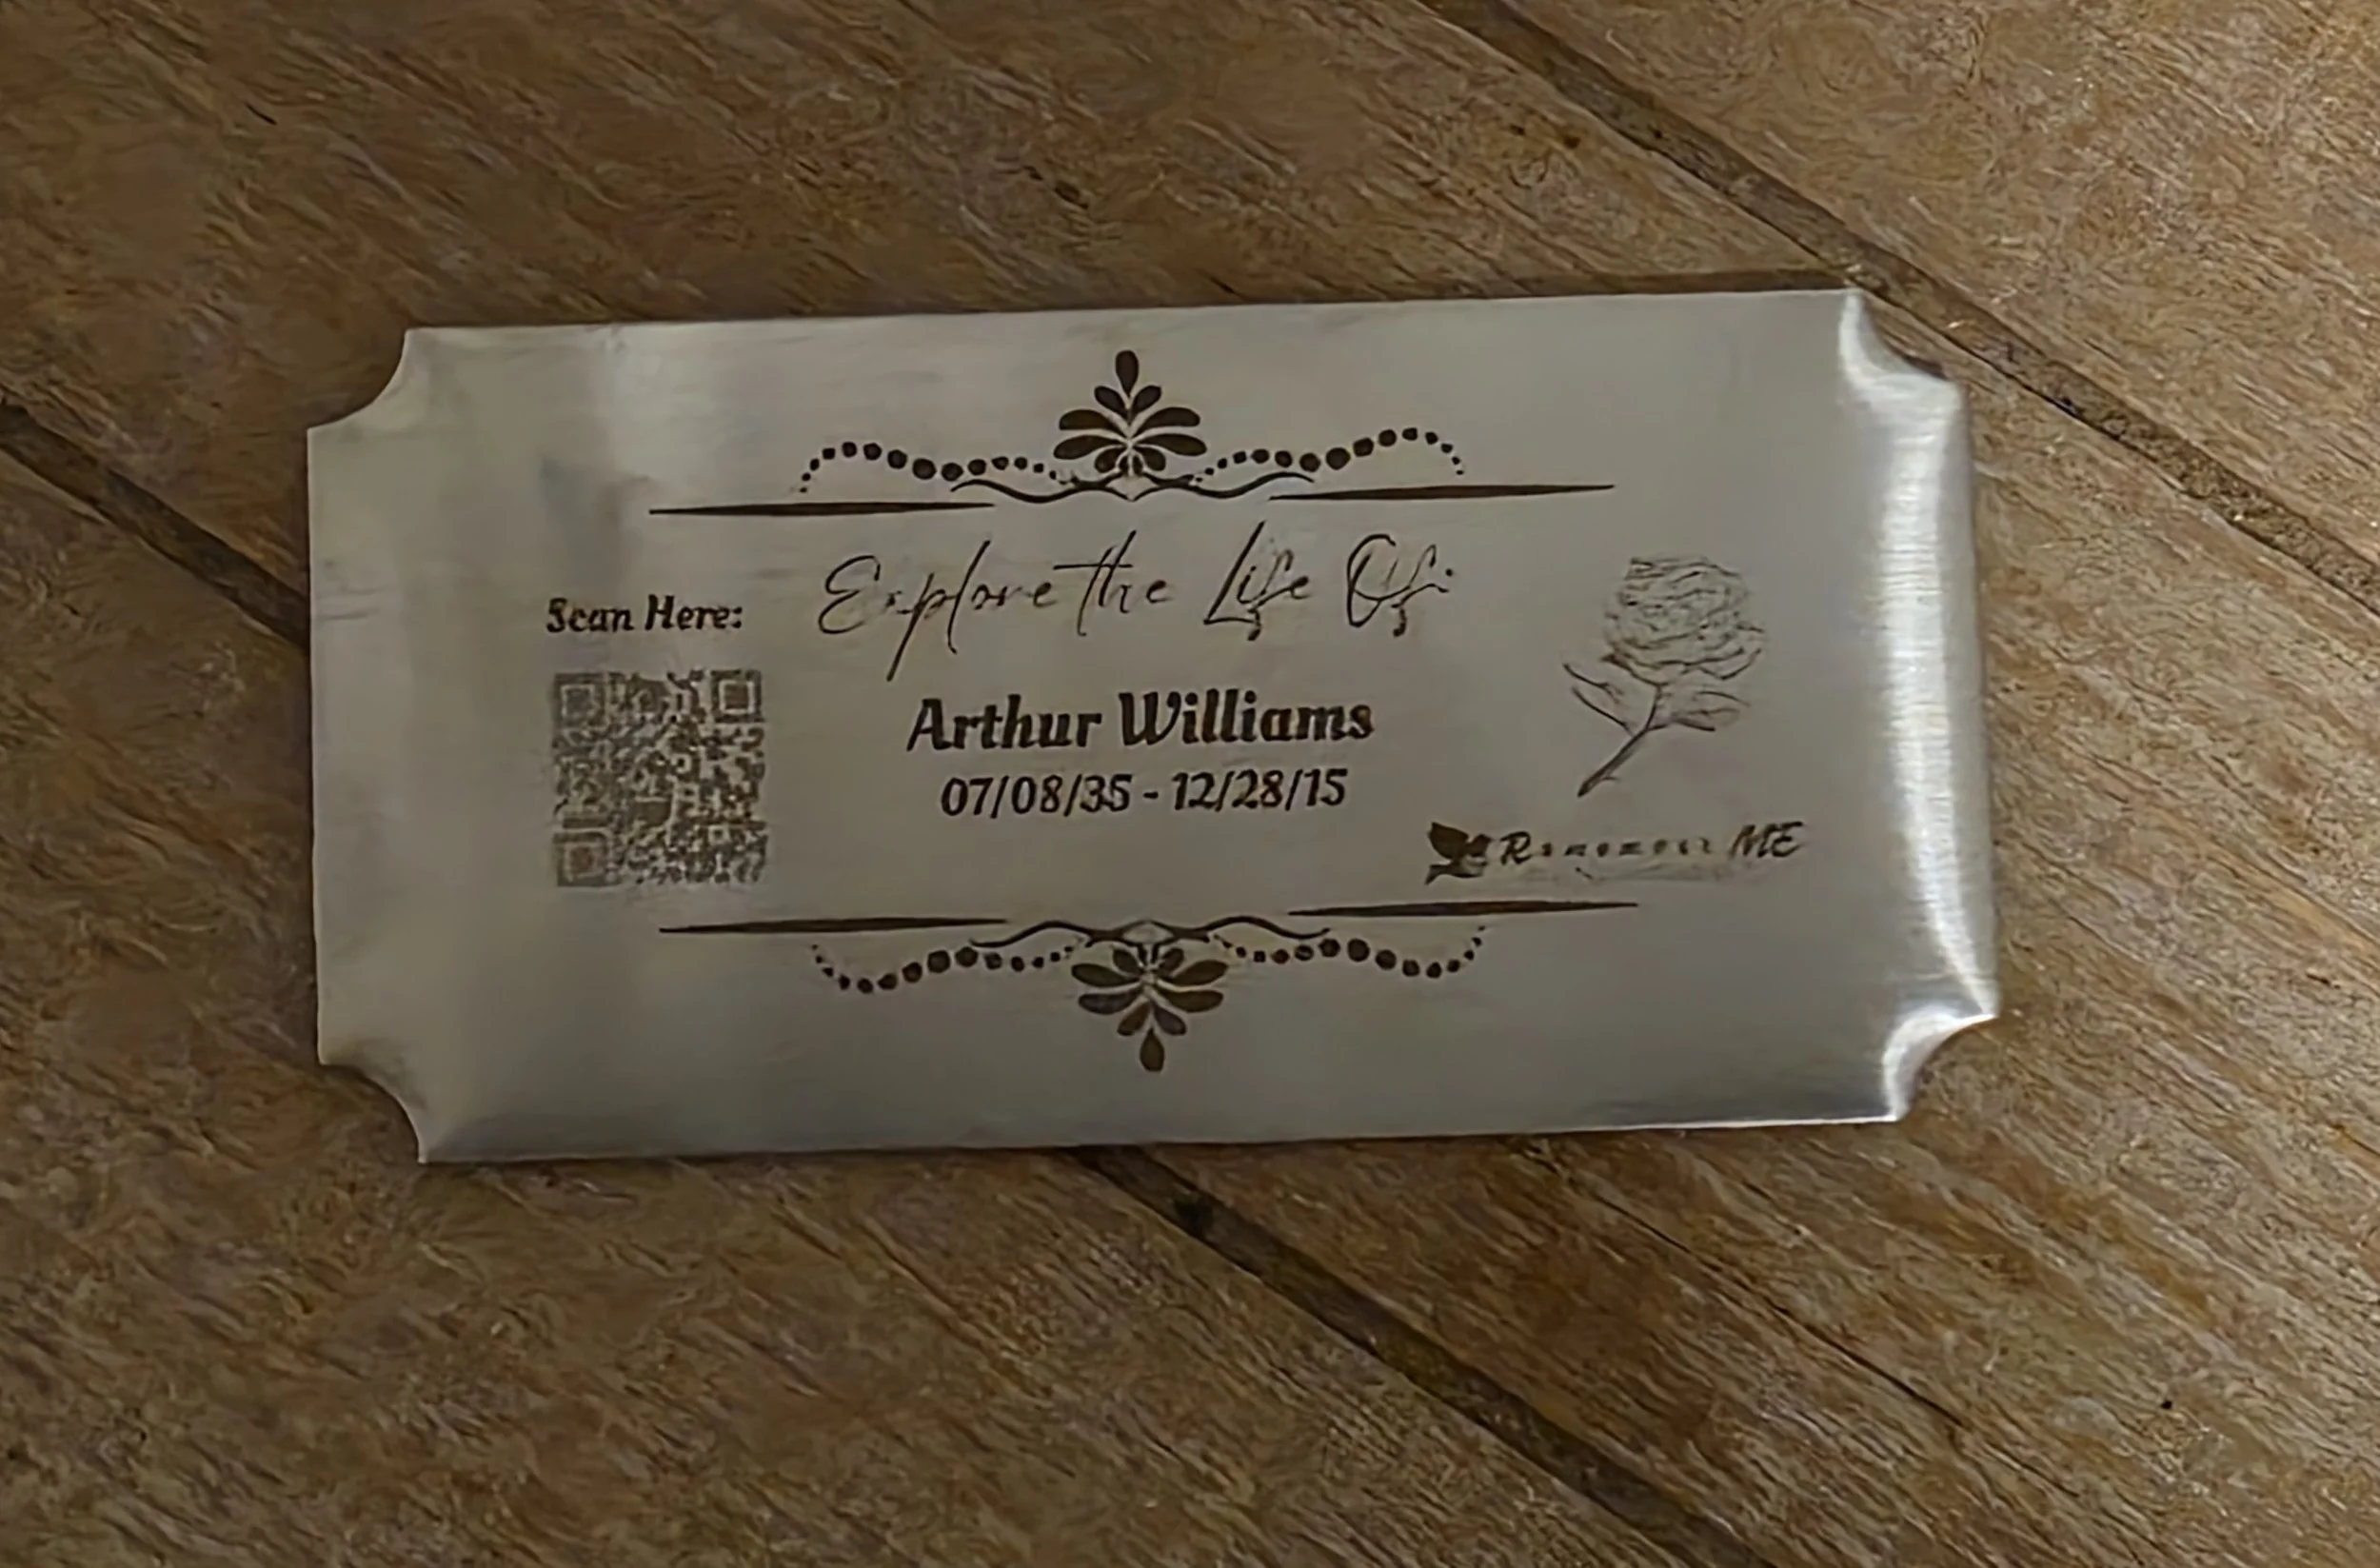 Explore the Life Of:
Scan Here:
Arthur Williams
07/08/35 - 12/28/15
ME